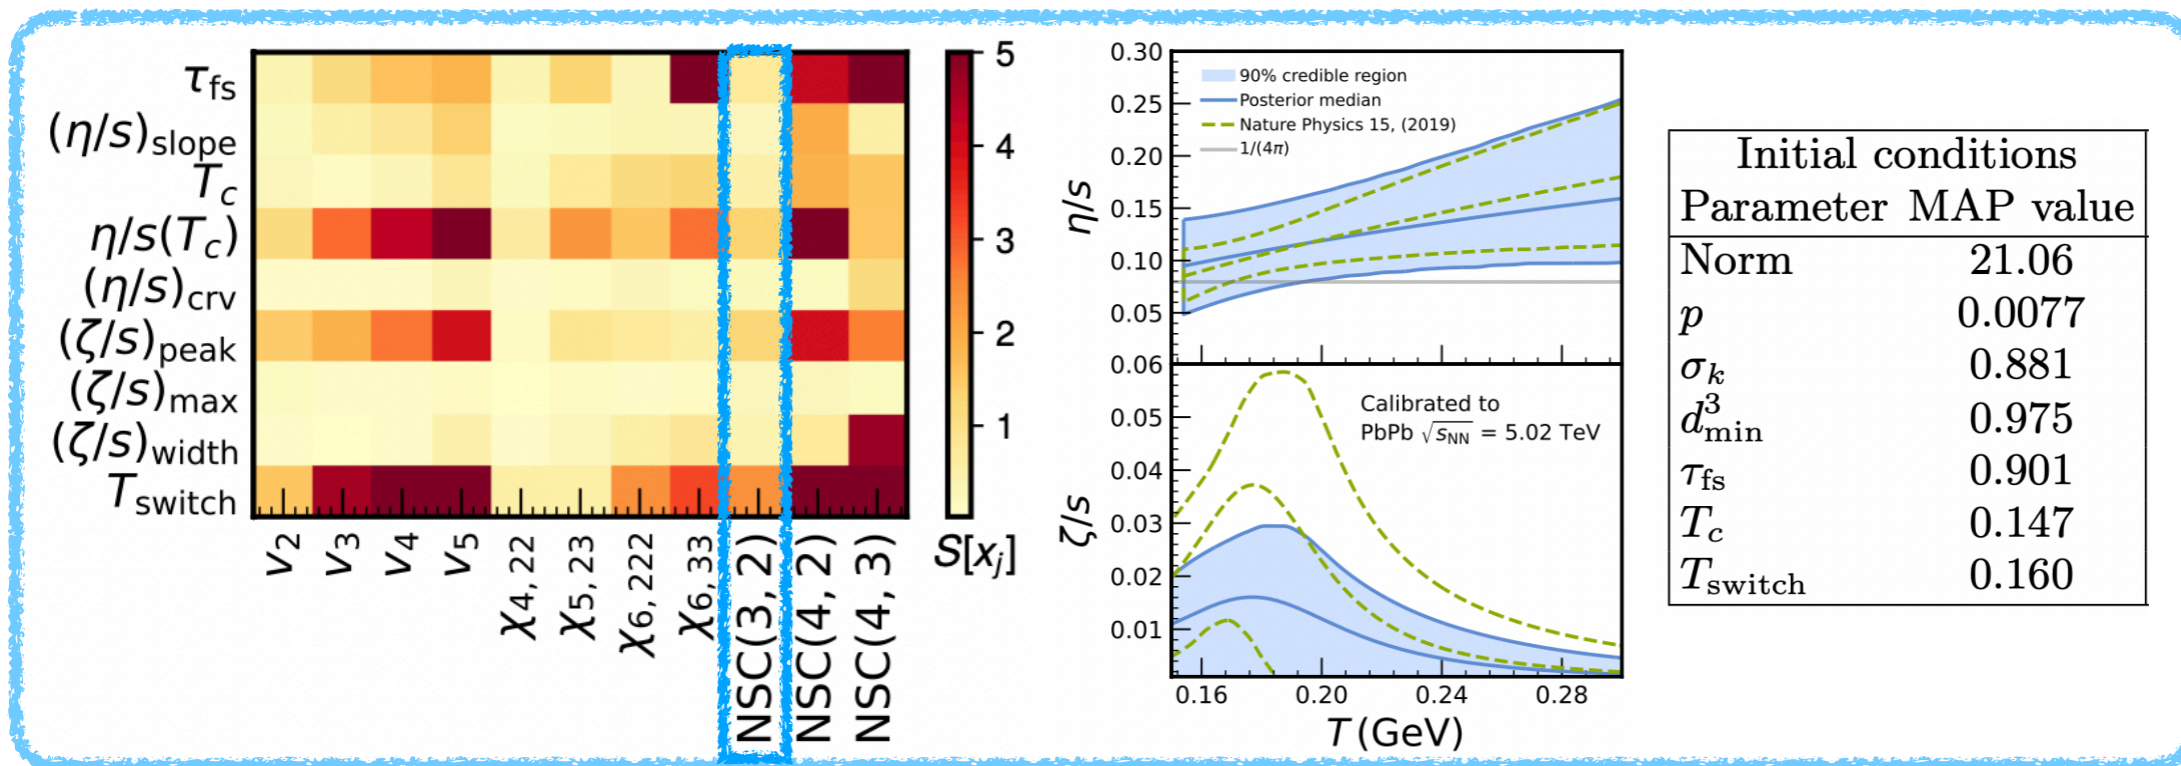 τfs
(η/s)slope
Tc
η/s(Tc)
(η/s)crv
(ζ/s)peak
(ζ/s)max
(ζ/s)width
Tswitch
v2
v3
v4
v5
χ4, 22
χ5, 23
χ6, 222
χ6, 33
NSC(3, 2)
NSC(4, 2)
NSC(4, 3)
5
4
3
2
1
S[xj]
0.30
0.25
0.20
0.15
0.10
0.05
η/s
90% credible region
Posterior median
Nature Physics 15, (2019)
1/(4π)
0.06
0.05
0.04
0.03
0.02
0.01
ζ/s
Calibrated to
PbPb √sNN = 5.02 TeV
0.16 0.20 0.24 0.28
T (GeV)
Initial conditions
Parameter MAP value
Norm 21.06
p 0.0077
σk 0.881
d³min 0.975
τfs 0.901
Tc 0.147
Tswitch 0.160